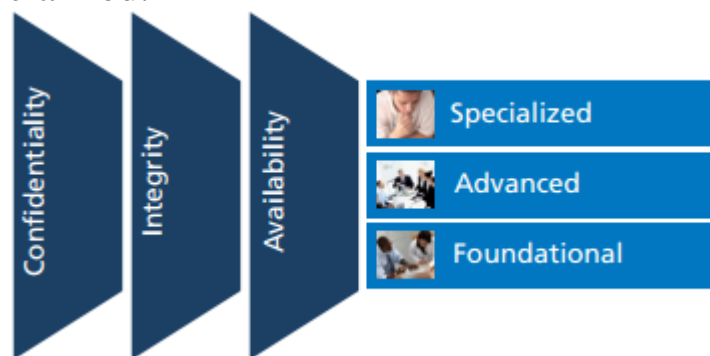 Confidentiality
Integrity
Availability
Specialized
Advanced
Foundational